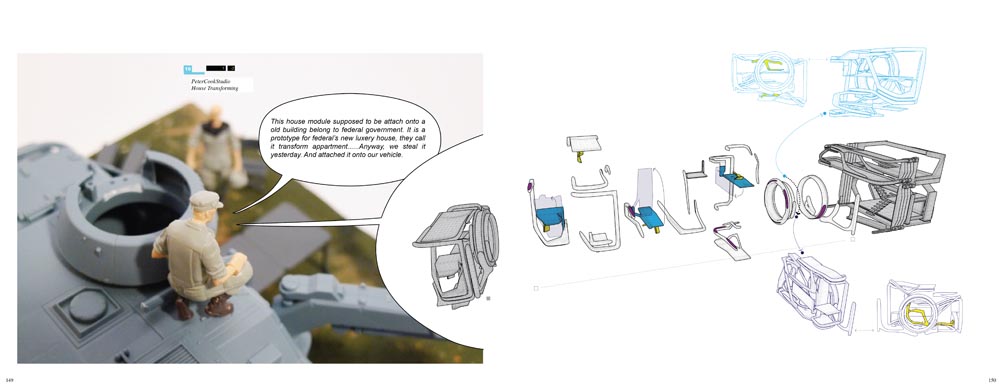 PeterCookStudio
House Transforming
This house module supposed to be attach onto a
old building belong to federal government. It is a
prototype for federal's new luxery house, they call
it transform appartment.....Anyway, we steal it
yesterday. And attached it onto our vehicle.
149
150